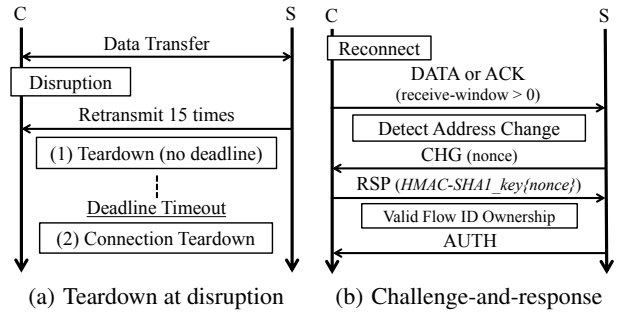 C
S
Data Transfer
Disruption
Retransmit 15 times
(1) Teardown (no deadline)
Deadline Timeout
(2) Connection Teardown
(a) Teardown at disruption
C
S
Reconnect
DATA or ACK
(receive-window > 0)
Detect Address Change
CHG (nonce)
RSP (HMAC-SHA1_key{nonce})
Valid Flow ID Ownership
AUTH
(b) Challenge-and-response